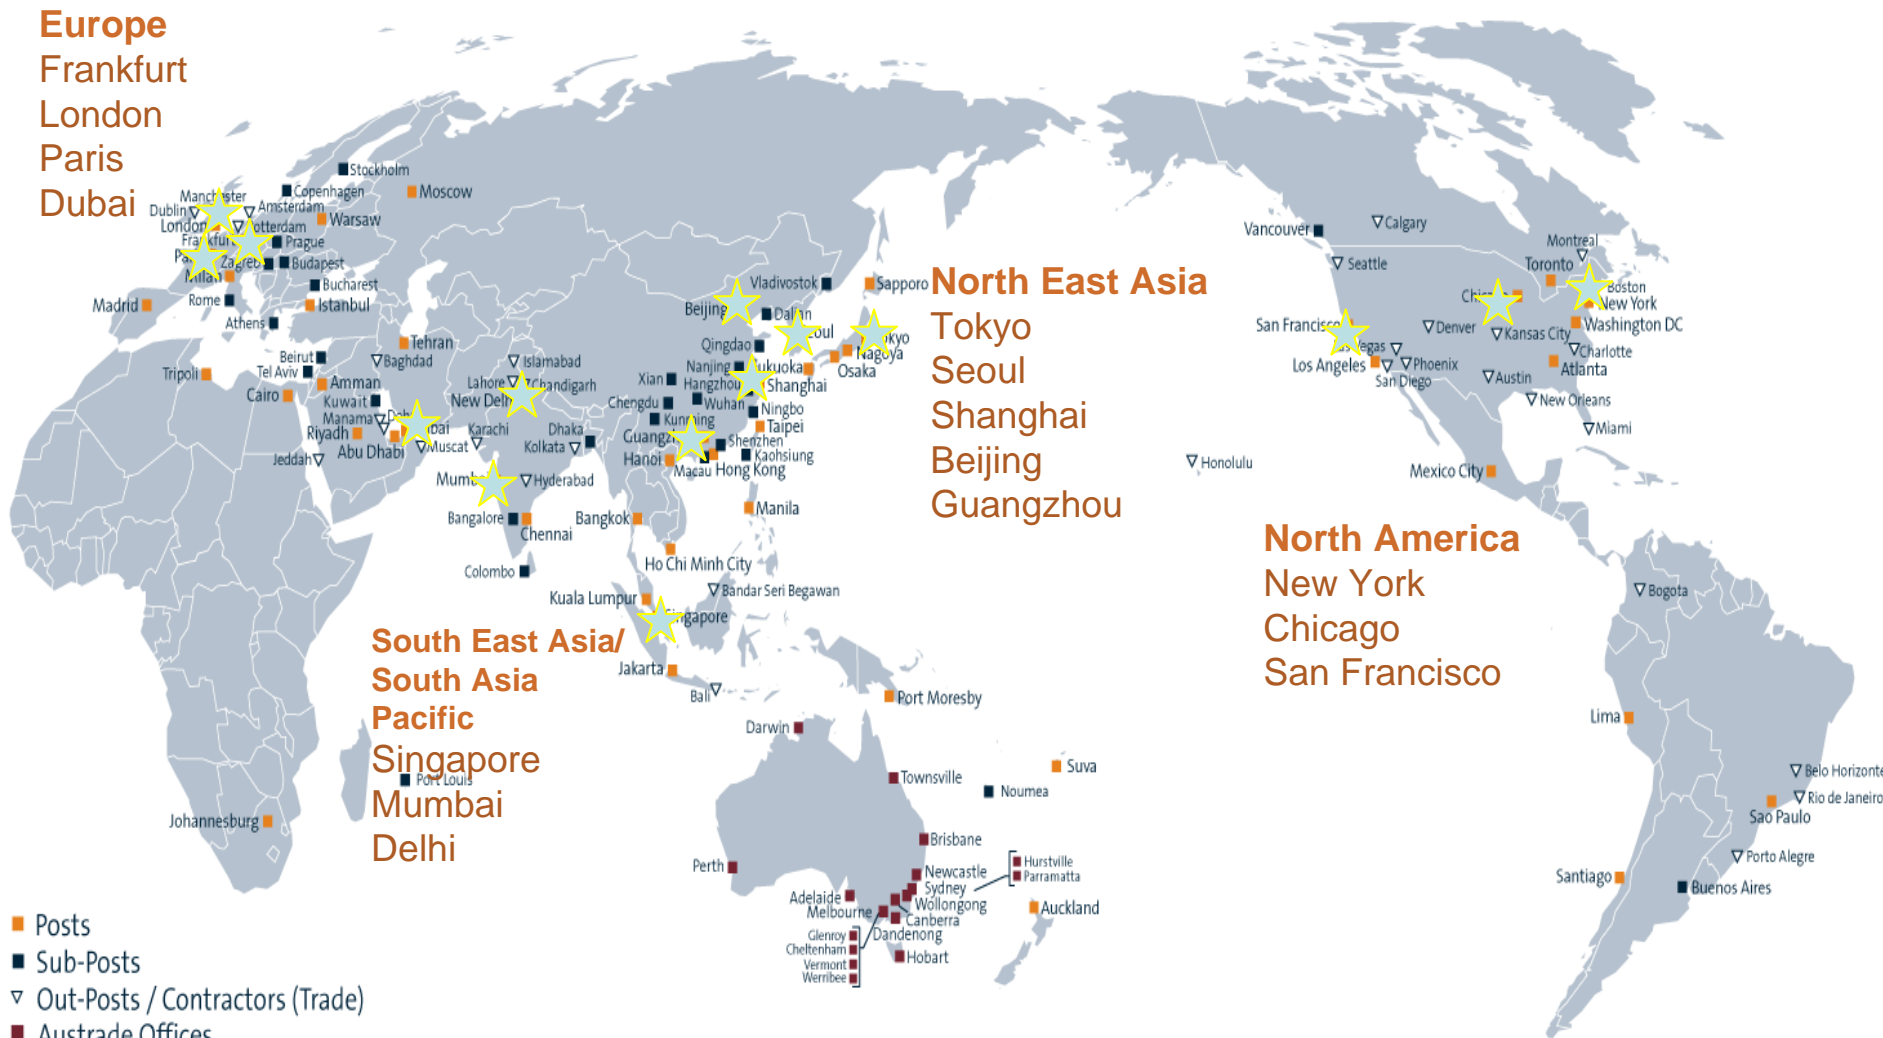 Europe
Frankfurt
London
Paris
Dubai
Stockholm
Copenhagen
Moscow
Manchester
Amsterdam
Dublin
Warsaw
London
Frankfurt
Prague
Zagreb
Budapest
Milan
Bucharest
Madrid
Rome
Istanbul
Athens
Tehran
Beirut
Baghdad
Tel Aviv
Tripoli
Amman
Cairo
Kuwait
Manama
Riyadh
Abu Dhabi
Muscat
Jeddah
Islamabad
Lahore
Chandigarh
New Delhi
Karachi
Dhaka
Kolkata
Hyderabad
Bangalore
Chennai
Colombo
Vladivostok
Sapporo
Beijing
Qingdao
Nagoya
Osaka
Nanjing
Fukuoka
Xian
Hangzhou
Shanghai
Chengdu
Wuhan
Ningbo
Kunming
Taipei
Shenzhen
Kaohsiung
Hanoi
Macau
Hong Kong
Manila
Bangkok
Ho Chi Minh City
Kuala Lumpur
Bandar Seri Begawan
Jakarta
Bali
Port Moresby
North East Asia
Tokyo
Seoul
Shanghai
Beijing
Guangzhou
Vancouver
Calgary
Montreal
Seattle
Toronto
Boston
New York
San Francisco
Denver
Kansas City
Washington DC
Charlotte
Los Angeles
Phoenix
Atlanta
San Diego
Austin
New Orleans
Miami
Honolulu
Mexico City
North America
New York
Chicago
San Francisco
Bogota
Lima
Belo Horizonte
Rio de Janeiro
Sao Paulo
Porto Alegre
Santiago
Buenos Aires
South East Asia/
South Asia
Pacific
Singapore
Mumbai
Delhi
Port Louis
Johannesburg
Darwin
Townsville
Suva
Noumea
Brisbane
Perth
Newcastle
Hurstville
Parramatta
Sydney
Adelaide
Wollongong
Melbourne
Canberra
Auckland
Glenroy
Dandenong
Cheltenham
Hobart
Vermont
Werribee
Posts
Sub-Posts
Out-Posts / Contractors (Trade)
Austrade Offices